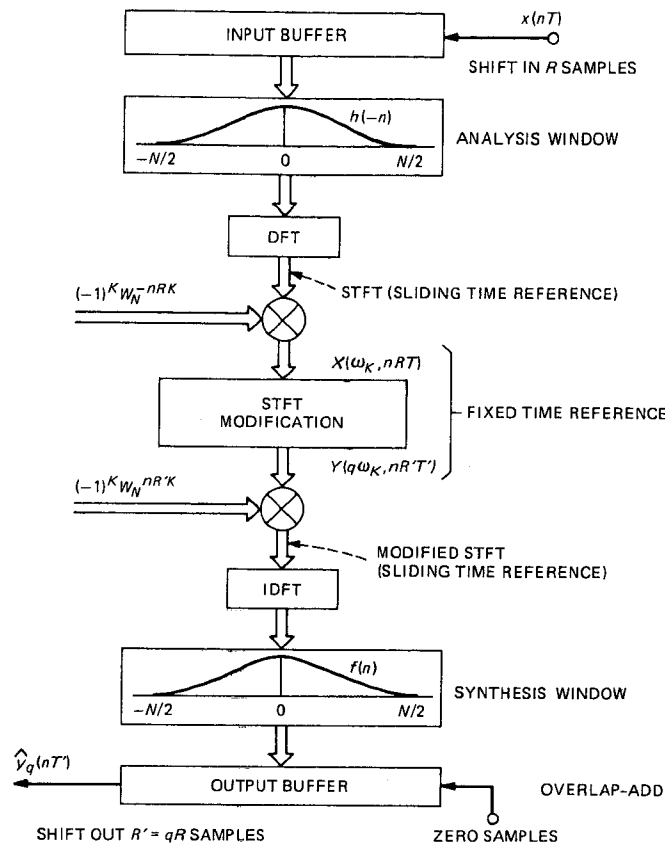 x(nT)
INPUT BUFFER
SHIFT IN R SAMPLES
h(-n)
ANALYSIS WINDOW
-N/2 0 N/2
DFT
STFT (SLIDING TIME REFERENCE)
(-1)^K W_N^-nRK
X(ω_K, nRT)
STFT
MODIFICATION
FIXED TIME REFERENCE
Y(qω_K, nR'T')
(-1)^K W_N^nR'K
MODIFIED STFT
(SLIDING TIME REFERENCE)
IDFT
f(n)
SYNTHESIS WINDOW
-N/2 0 N/2
ŷ_q(nT')
OUTPUT BUFFER
OVERLAP-ADD
SHIFT OUT R' = qR SAMPLES
ZERO SAMPLES